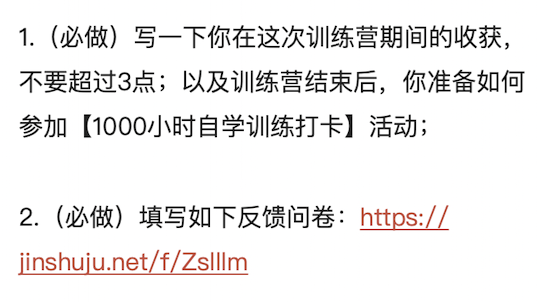 1.（必做）写一下你在这次训练营期间的收获，
不要超过3点；以及训练营结束后，你准备如何
参加【1000小时自学训练打卡】活动；
2.（必做）填写如下反馈问卷：https://
jinshuju.net/f/Zslllm